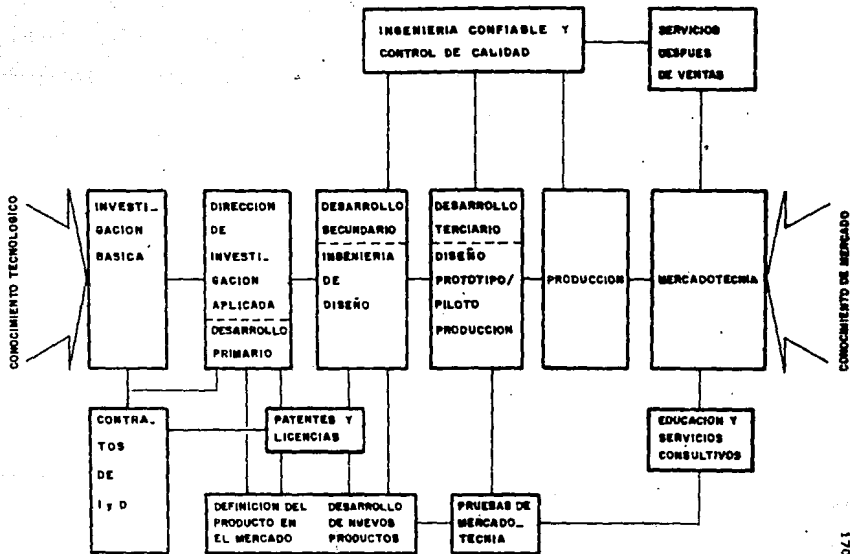 INGENIERIA CONFIABLE Y
CONTROL DE CALIDAD
SERVICIOS
DESPUES
DE VENTAS
CONOCIMIENTO TECNOLOGICO
INVESTI_
GACION
BASICA
DIRECCION
DE
INVESTI_
GACION
APLICADA
DESARROLLO
PRIMARIO
DESARROLLO
SECUNDARIO
INGENIERIA
DE
DISEÑO
DESARROLLO
TERCIARIO
DISEÑO
PROTOTIPO/
PILOTO
PRODUCCION
PRODUCCION
MERCADOTECNIA
CONOCIMIENTO DE MERCADO
CONTRA_
TOS
DE
I y D
PATENTES Y
LICENCIAS
EDUCACION Y
SERVICIOS
CONSULTIVOS
DEFINICION DEL
PRODUCTO EN
EL MERCADO
DESARROLLO
DE NUEVOS
PRODUCTOS
PRUEBAS DE
MERCADO_
TECNIA